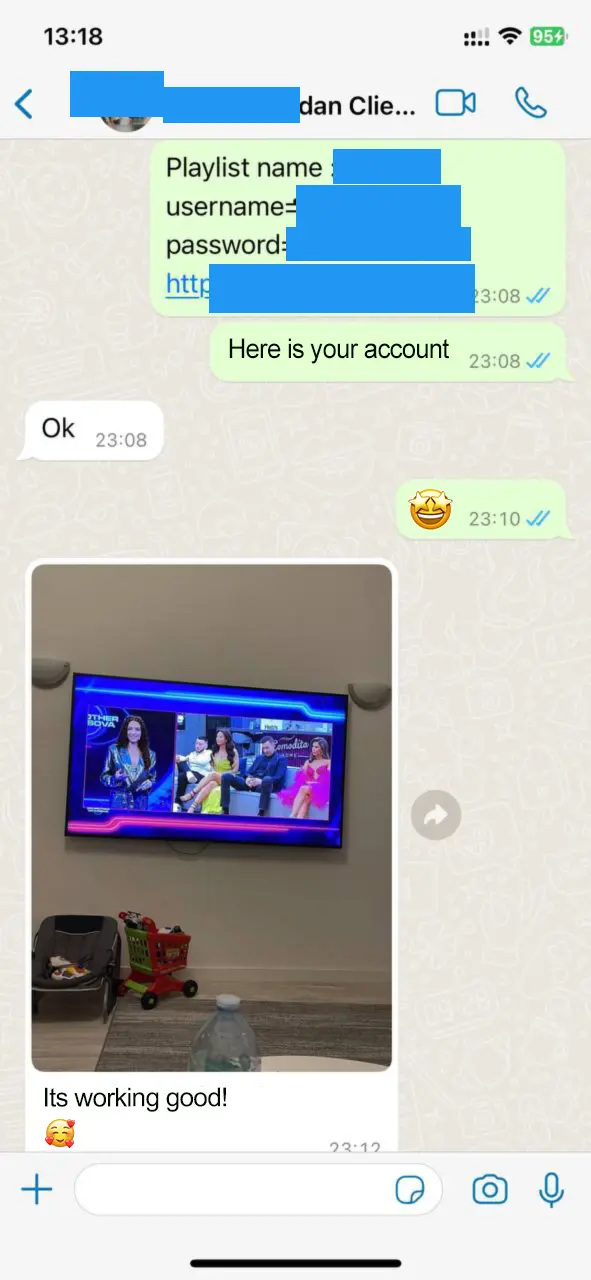 13:18
95
dan Clie...
Playlist name :
username=
password=
http
23:08
Here is your account
23:08
Ok
23:08
23:10
OTHER
SOVA
Comodita
HOME
Its working good!
23:12